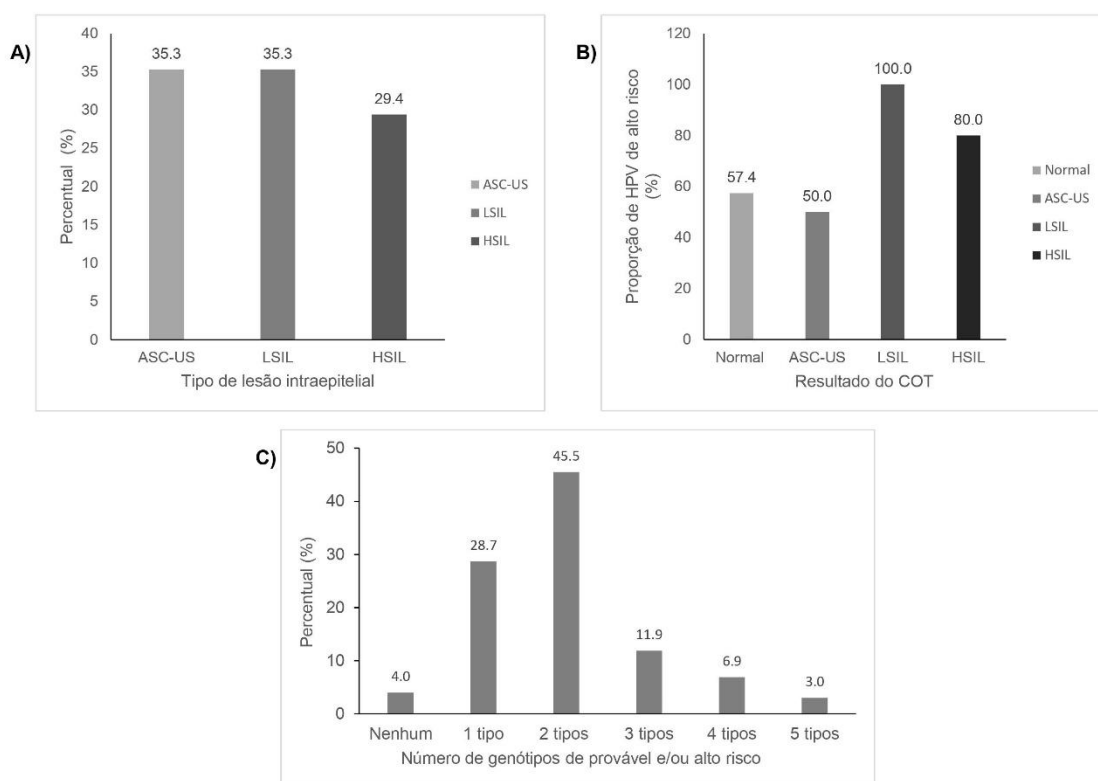 A)
Percentual (%)
40
35
30
25
20
15
10
5
0
35.3
35.3
29.4
ASC-US
LSIL
HSIL
Tipo de lesão intraepitelial
ASC-US
LSIL
HSIL
B)
Proporção de HPV de alto risco
(%)
120
100
80
60
40
20
0
57.4
50.0
100.0
80.0
Normal
ASC-US
LSIL
HSIL
Resultado do COT
Normal
ASC-US
LSIL
HSIL
C)
Percentual (%)
50
40
30
20
10
0
4.0
28.7
45.5
11.9
6.9
3.0
Nenhum
1 tipo
2 tipos
3 tipos
4 tipos
5 tipos
Número de genótipos de provável e/ou alto risco